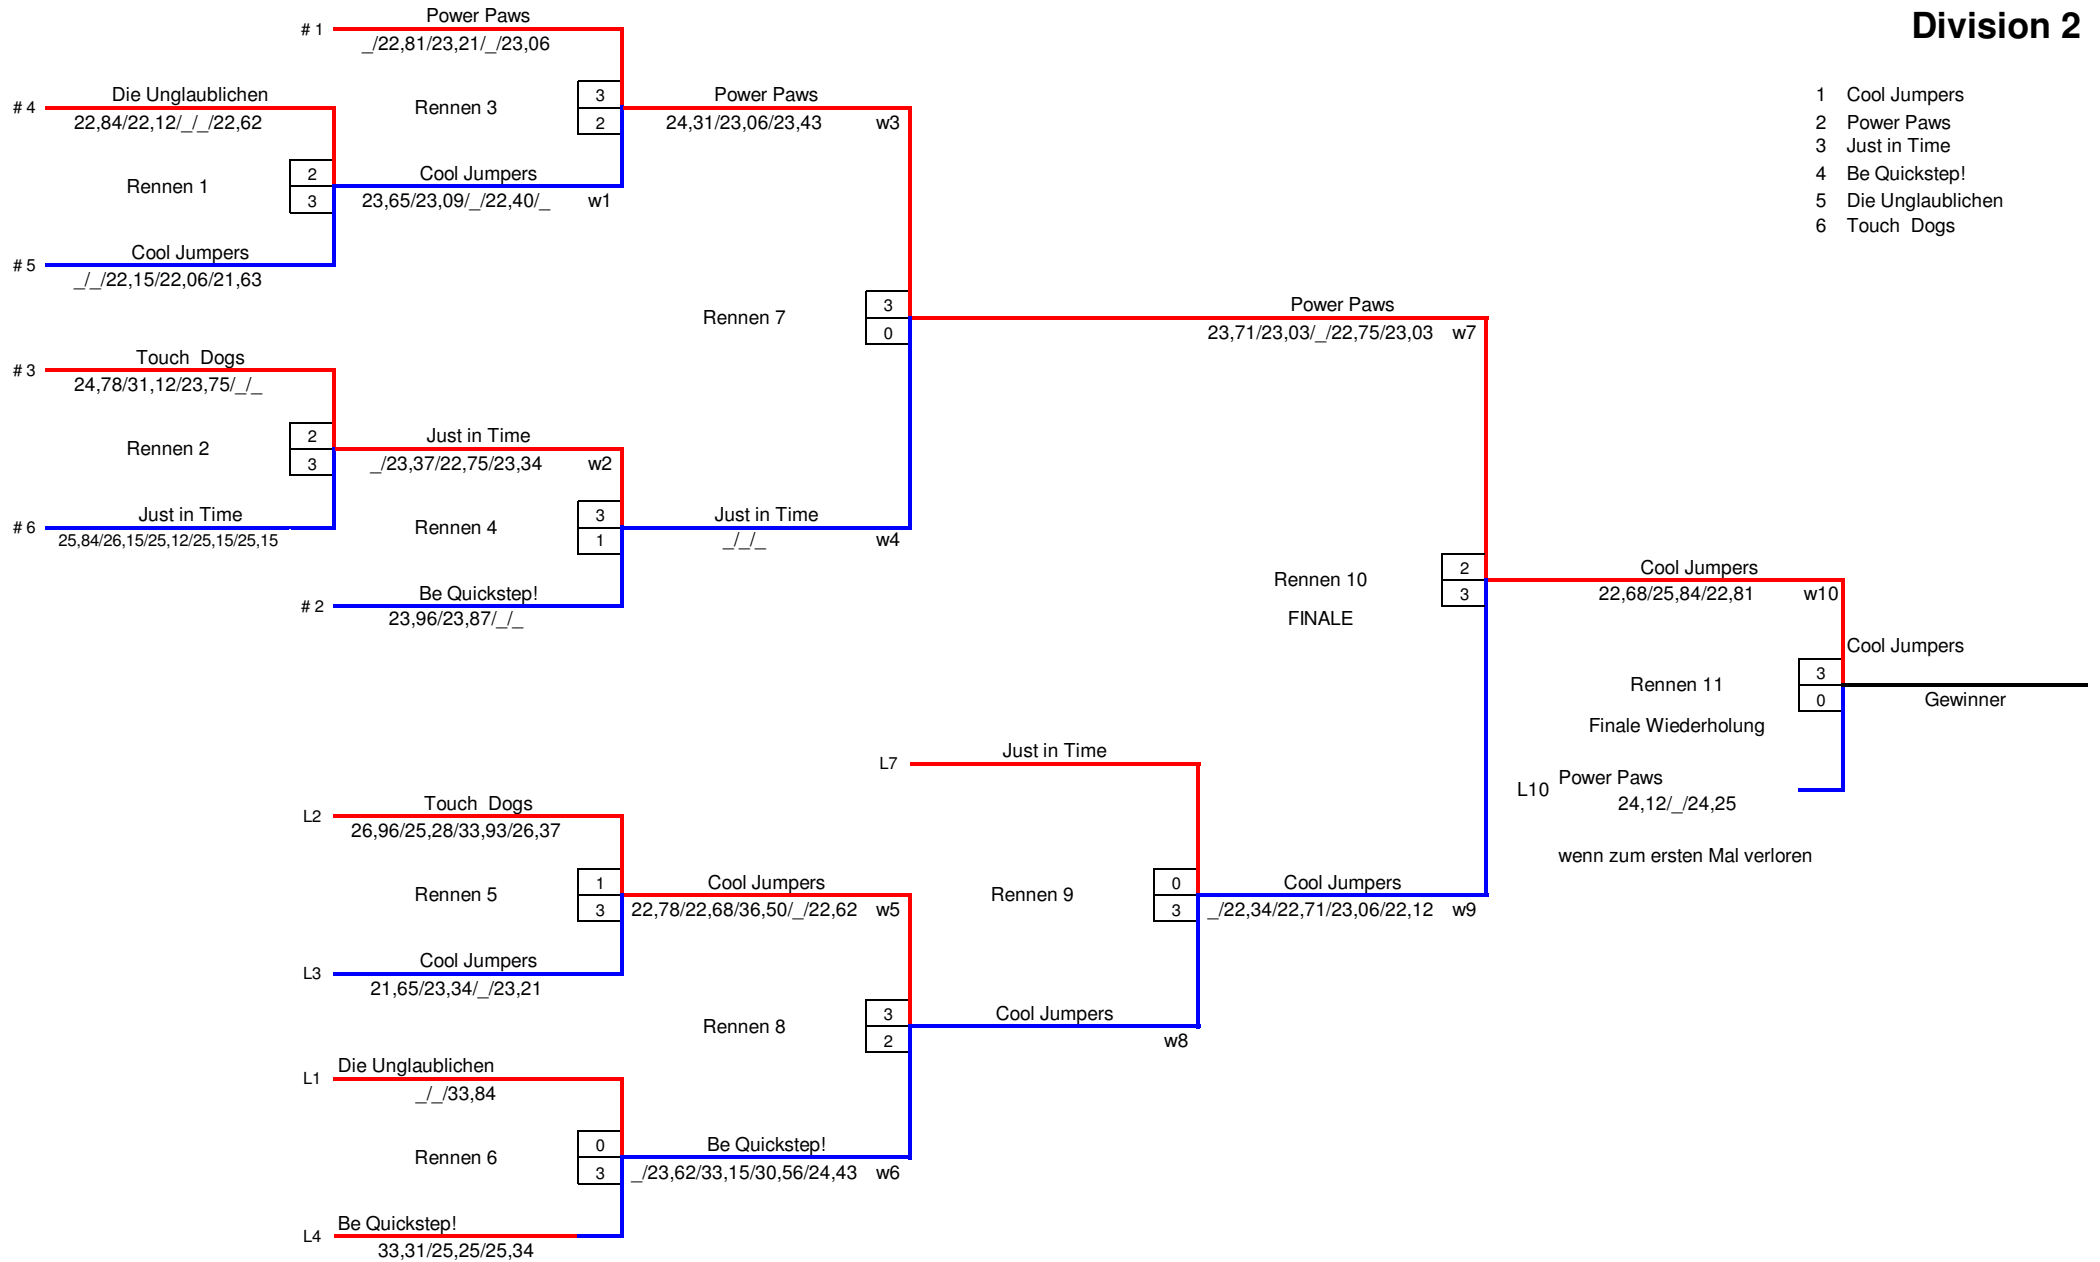 Division 2
1 Cool Jumpers
2 Power Paws
3 Just in Time
4 Be Quickstep!
5 Die Unglaublichen
6 Touch  Dogs
# 1
Power Paws
_/22,81/23,21/_/23,06
# 4
Die Unglaublichen
22,84/22,12/_/_/22,62
Rennen 3
3
2
Power Paws
24,31/23,06/23,43
w3
Rennen 1
2
3
Cool Jumpers
23,65/23,09/_/22,40/_
w1
# 5
Cool Jumpers
_/_/22,15/22,06/21,63
Rennen 7
3
0
Power Paws
23,71/23,03/_/22,75/23,03
w7
# 3
Touch  Dogs
24,78/31,12/23,75/_/_
Rennen 2
2
3
Just in Time
_/23,37/22,75/23,34
w2
# 6
Just in Time
25,84/26,15/25,12/25,15/25,15
Rennen 4
3
1
Just in Time
_/_/_
w4
# 2
Be Quickstep!
23,96/23,87/_/_
Rennen 10
FINALE
2
3
Cool Jumpers
22,68/25,84/22,81
w10
Cool Jumpers
Rennen 11
3
0
Gewinner
Finale Wiederholung
L10
Power Paws
24,12/_/24,25
wenn zum ersten Mal verloren
L7
Just in Time
L2
Touch  Dogs
26,96/25,28/33,93/26,37
Rennen 5
1
3
Cool Jumpers
22,78/22,68/36,50/_/22,62
w5
Rennen 9
0
3
Cool Jumpers
_/22,34/22,71/23,06/22,12
w9
L3
Cool Jumpers
21,65/23,34/_/23,21
Rennen 8
3
2
Cool Jumpers
w8
L1
Die Unglaublichen
_/_/33,84
Rennen 6
0
3
Be Quickstep!
_/23,62/33,15/30,56/24,43
w6
L4
Be Quickstep!
33,31/25,25/25,34